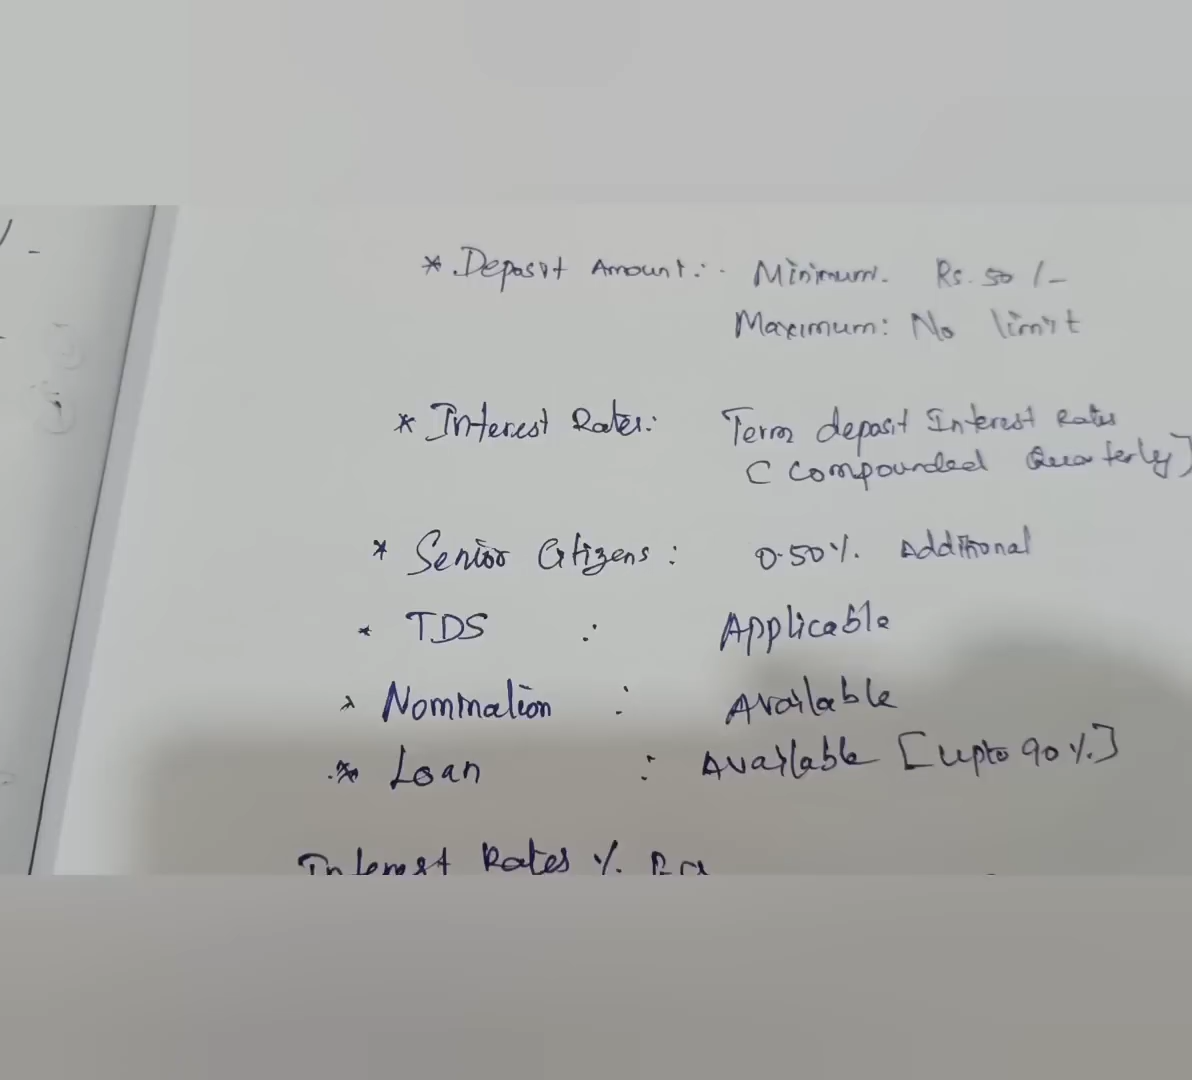 * Deposit Amount: Minimum. Rs. 50/-
Maximum: No limit
* Interest Rates: Term deposit Interest Rates
[Compounded Quarterly]
* Senior Citizens: 0.50%. Additional
* TDS : Applicable
* Nommation : Available
* Loan : Available [upto 90%.]
Interest Rates %.